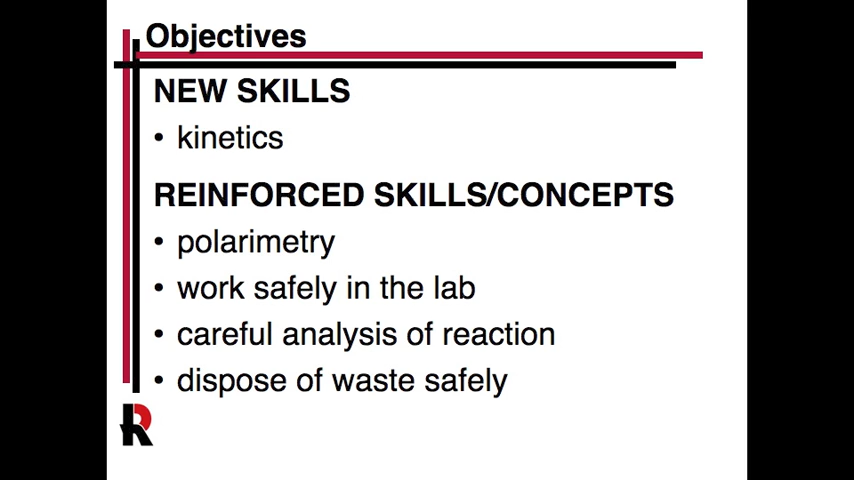 Objectives
NEW SKILLS
• kinetics
REINFORCED SKILLS/CONCEPTS
• polarimetry
• work safely in the lab
• careful analysis of reaction
• dispose of waste safely
R